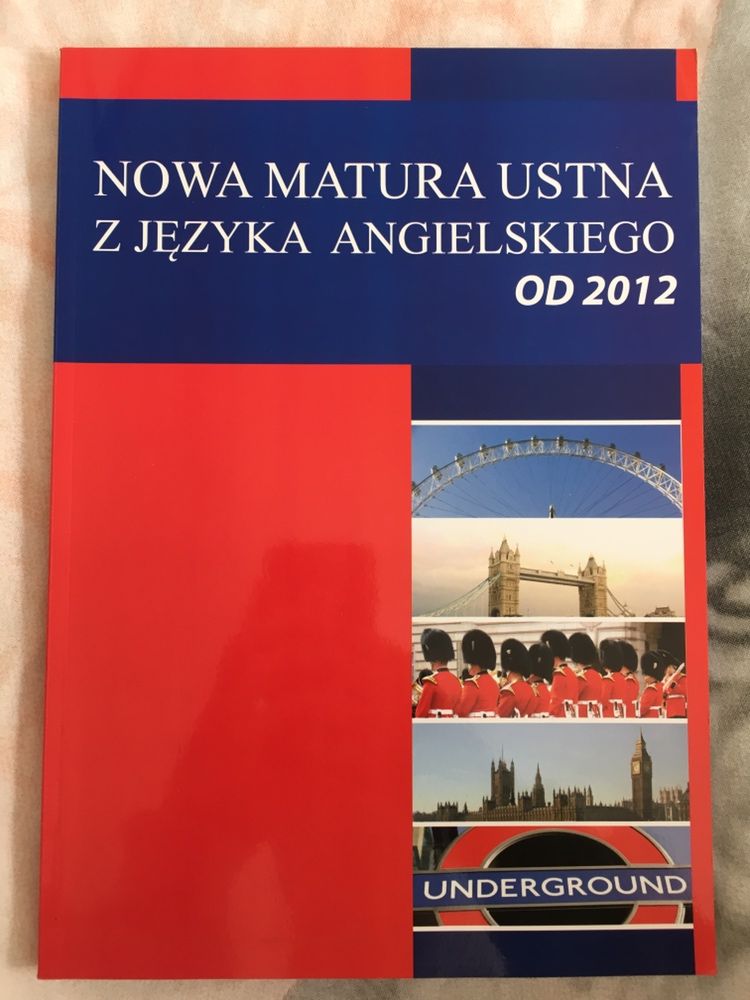 NOWA MATURA USTNA
Z JĘZYKA ANGIELSKIEGO
OD 2012
UNDERGROUND